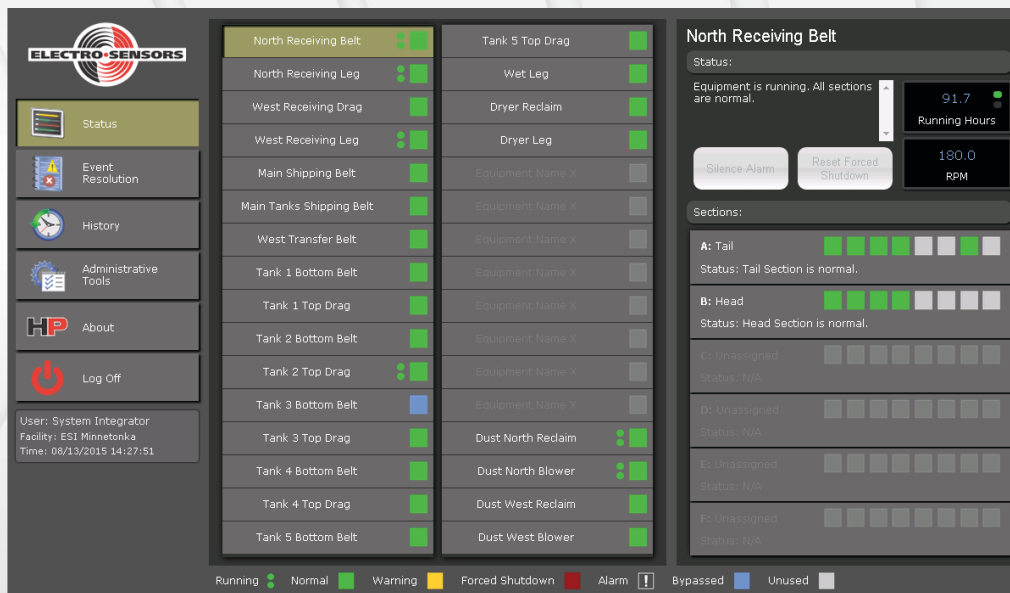 ELECTRO-SENSORS
Status
Event
Resolution
History
Administrative
Tools
HP
About
Log Off
User: System Integrator
Facility: ESI Minnetonka
Time: 08/13/2015 14:27:51
North Receiving Belt
North Receiving Leg
West Receiving Drag
West Receiving Leg
Main Shipping Belt
Main Tanks Shipping Belt
West Transfer Belt
Tank 1 Bottom Belt
Tank 1 Top Drag
Tank 2 Bottom Belt
Tank 2 Top Drag
Tank 3 Bottom Belt
Tank 3 Top Drag
Tank 4 Bottom Belt
Tank 4 Top Drag
Tank 5 Bottom Belt
Tank 5 Top Drag
Wet Leg
Dryer Reclaim
Dryer Leg
Equipment Name X
Equipment Name X
Equipment Name X
Equipment Name X
Equipment Name X
Equipment Name X
Equipment Name X
Equipment Name X
Dust North Reclaim
Dust North Blower
Dust West Reclaim
Dust West Blower
North Receiving Belt
Status:
Equipment is running. All sections
are normal.
91.7
Running Hours
Silence Alarm
Reset Forced
Shutdown
180.0
RPM
Sections:
A: Tail
Status: Tail Section is normal.
B: Head
Status: Head Section is normal.
C: Unassigned
Status: N/A
D: Unassigned
Status: N/A
E: Unassigned
Status: N/A
F: Unassigned
Status: N/A
Running Normal Warning Forced Shutdown Alarm ! Bypassed Unused